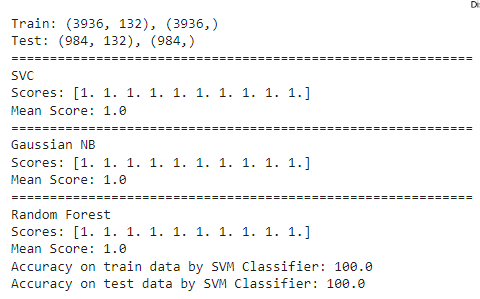 Di
Train: (3936, 132), (3936,)
Test: (984, 132), (984,)
============================================================
SVC
Scores: [1. 1. 1. 1. 1. 1. 1. 1. 1. 1.]
Mean Score: 1.0
============================================================
Gaussian NB
Scores: [1. 1. 1. 1. 1. 1. 1. 1. 1. 1.]
Mean Score: 1.0
============================================================
Random Forest
Scores: [1. 1. 1. 1. 1. 1. 1. 1. 1. 1.]
Mean Score: 1.0
Accuracy on train data by SVM Classifier: 100.0
Accuracy on test data by SVM Classifier: 100.0